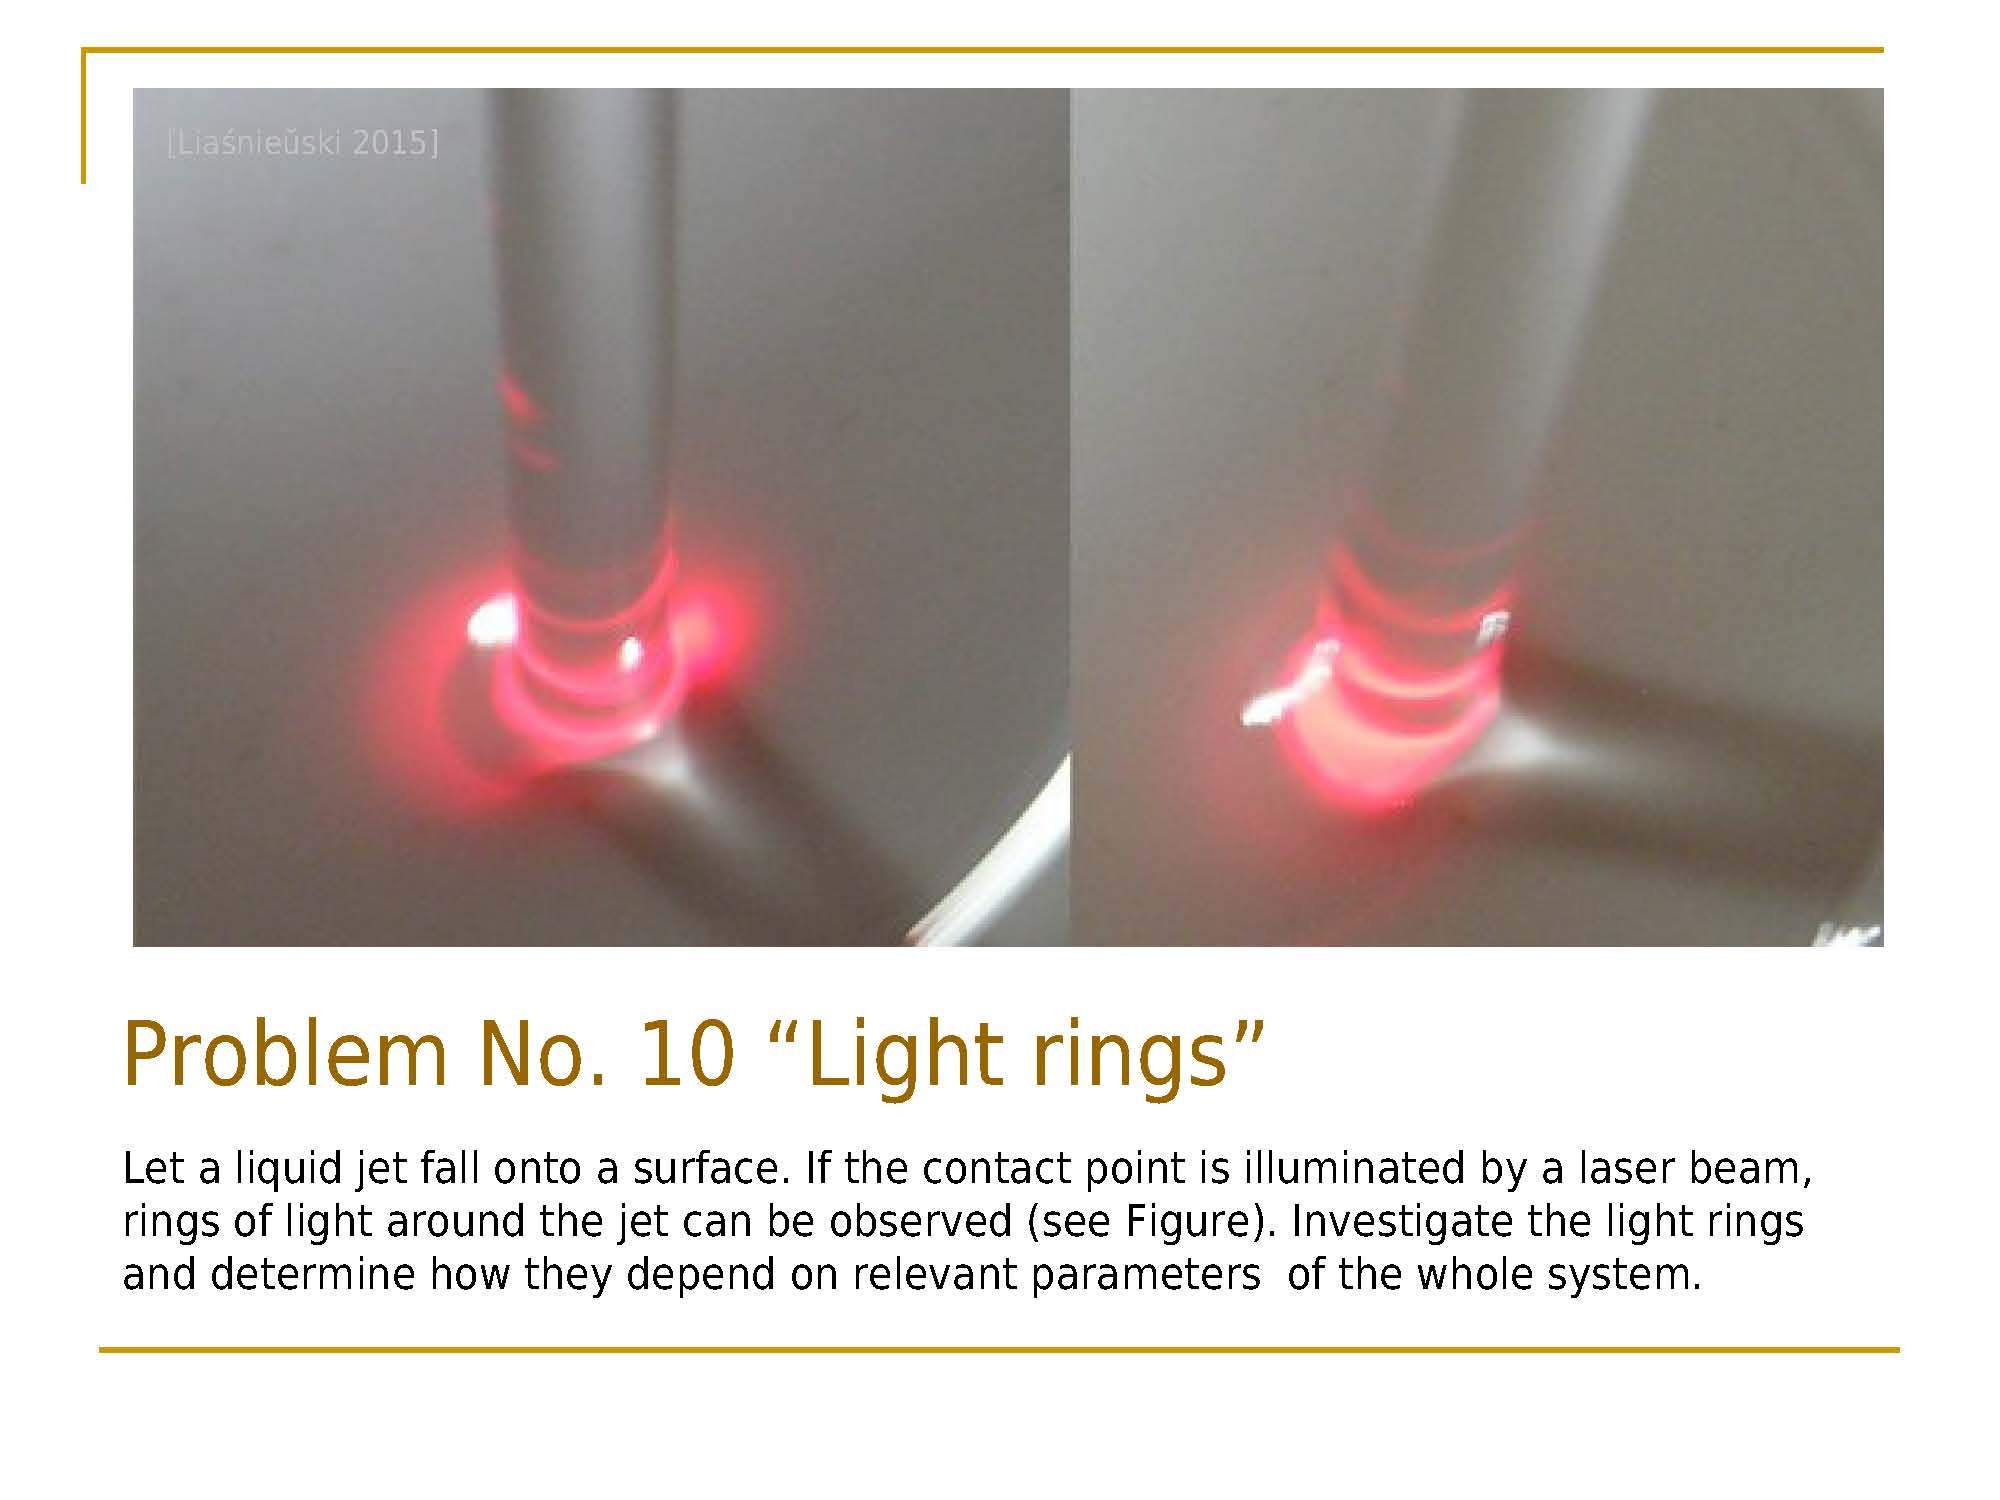 [Liaśnieŭski 2015]
Problem No. 10 “Light rings”
Let a liquid jet fall onto a surface. If the contact point is illuminated by a laser beam,
rings of light around the jet can be observed (see Figure). Investigate the light rings
and determine how they depend on relevant parameters  of the whole system.